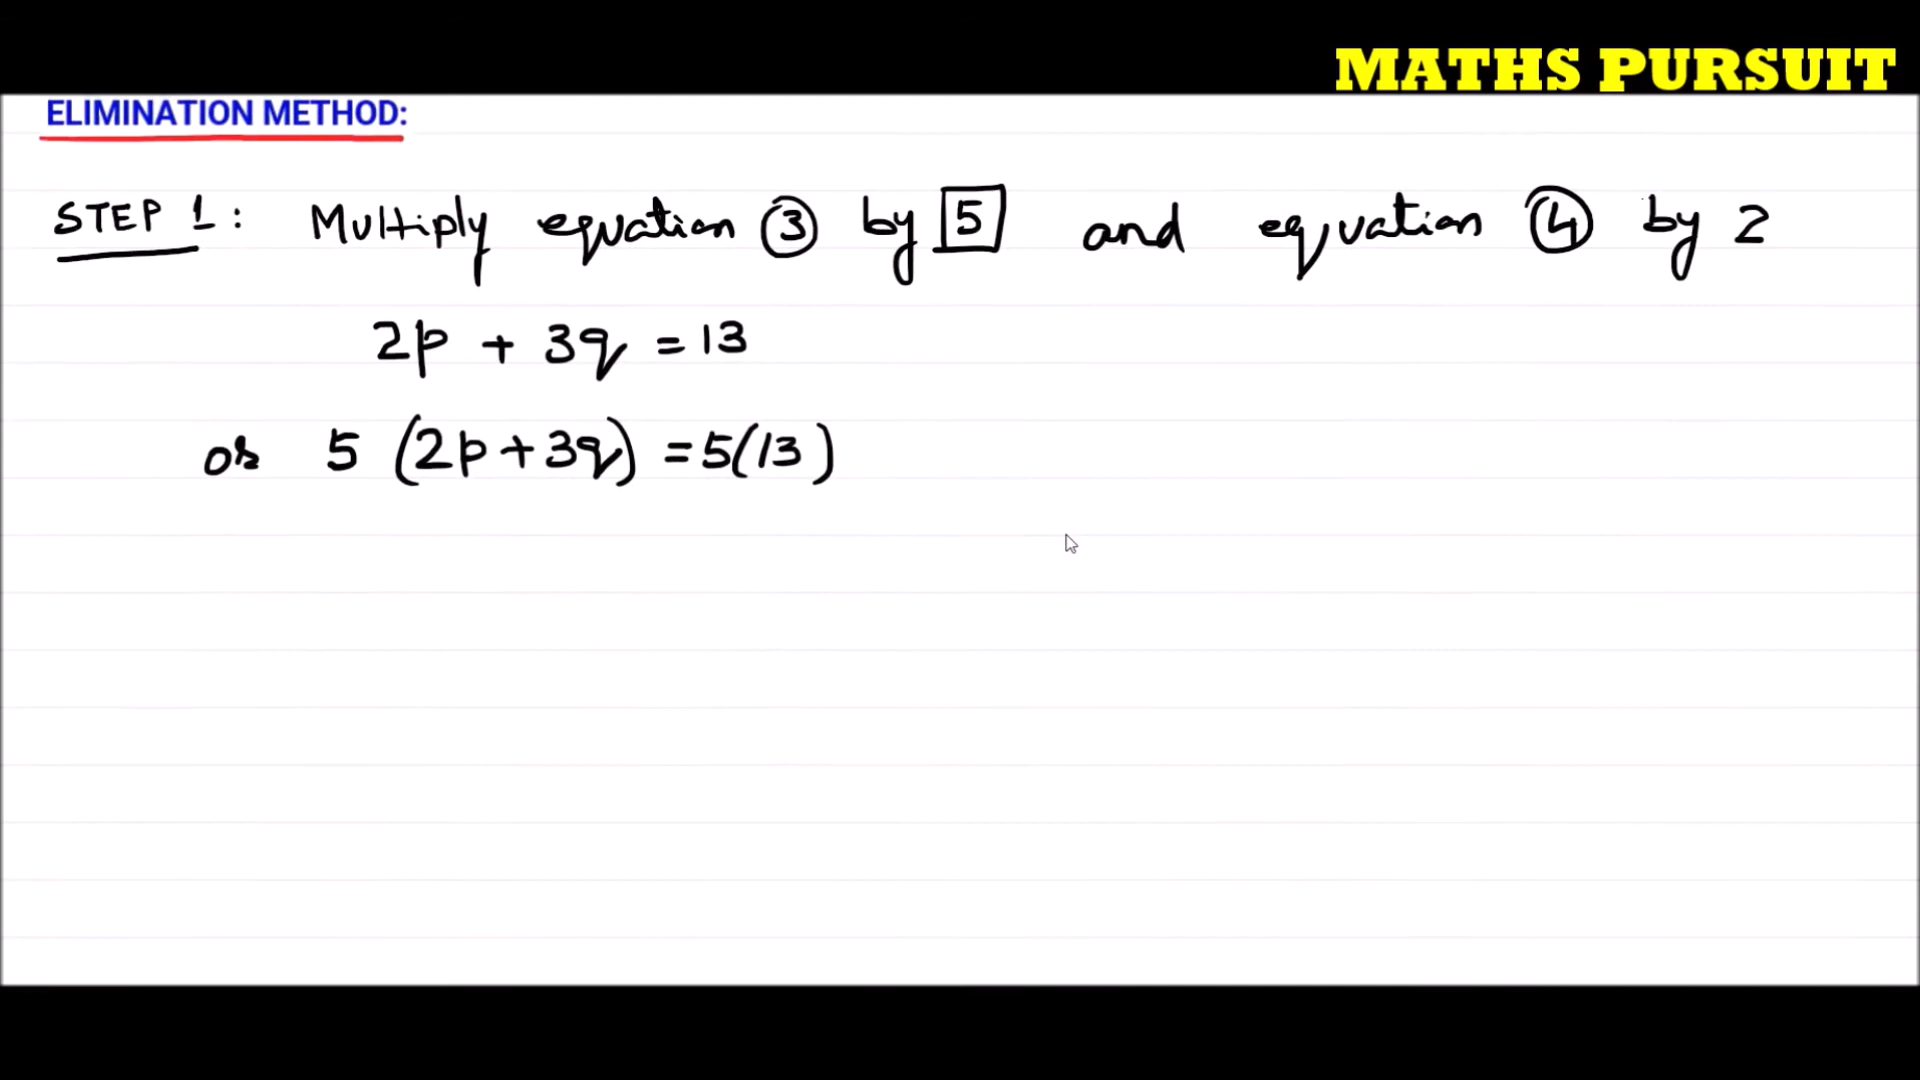 MATHS PURSUIT
ELIMINATION METHOD:
STEP 1: Multiply equation ③ by 5 and equation ④ by 2
2p + 3q = 13
or 5 (2p+3q) = 5(13)